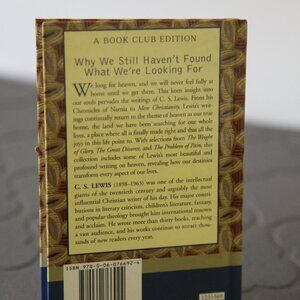 A BOOK CLUB EDITION
Why We Still Haven't Found
What We're Looking For
We long for heaven, and we will never feel fully at
home until we get there. This keen insight into
our souls pervades the writings of C. S. Lewis. From his
Chronicles of Narnia to Mere Christianity, Lewis's writ-
ings continually return to the theme of heaven as our true
home, the land we have been searching for our whole
lives, a place where all is finally made right and that all the
joys in this life point to. With selections from The Weight
of Glory, The Great Divorce, and The Problem of Pain, this
collection includes some of Lewis's most beautiful and
profound writing on heaven, revealing how our destinies
transform every aspect of our lives.
C. S. LEWIS (1898–1963) was one of the intellectual
giants of the twentieth century and arguably the most
influential Christian writer of his day. His major contri-
butions in literary criticism, children's literature, fantasy,
and popular theology brought him international renown
and acclaim. He wrote more than thirty books, reaching
a vast audience, and his works continue to attract thou-
sands of new readers every year.
ISBN 978-0-06-076692-4